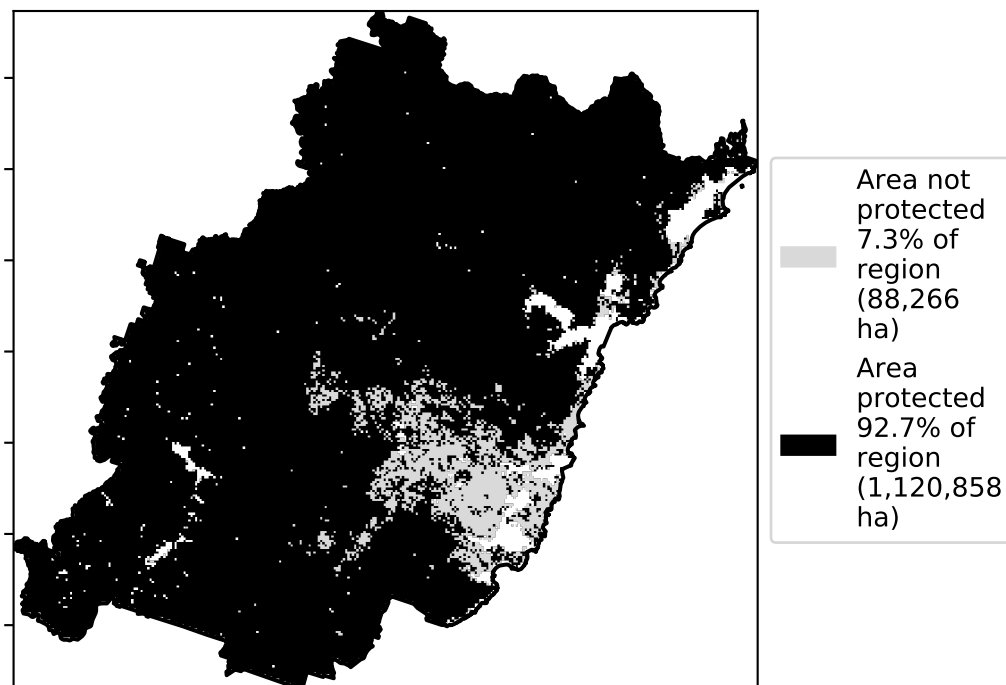 Area not
protected
7.3% of
region
(88,266
ha)
Area
protected
92.7% of
region
(1,120,858
ha)